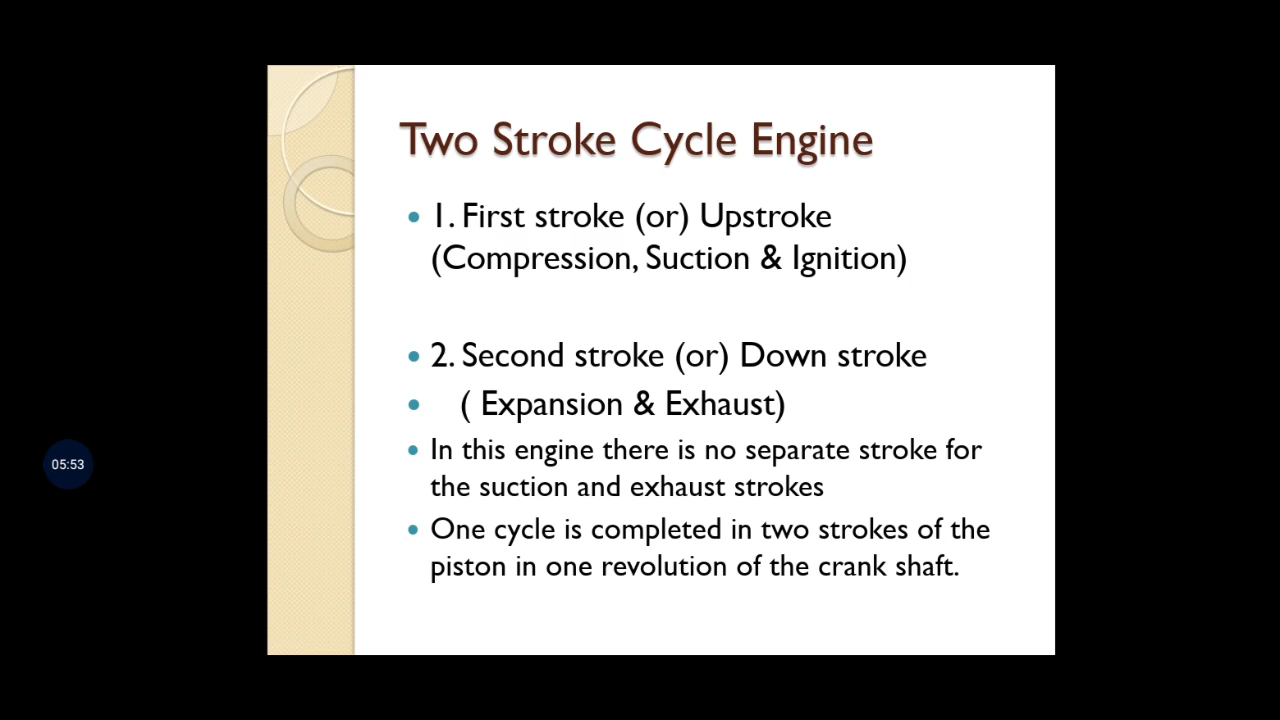 Two Stroke Cycle Engine
• 1. First stroke (or) Upstroke
(Compression, Suction & Ignition)
• 2. Second stroke (or) Down stroke
• ( Expansion & Exhaust)
• In this engine there is no separate stroke for
the suction and exhaust strokes
• One cycle is completed in two strokes of the
piston in one revolution of the crank shaft.
05:53